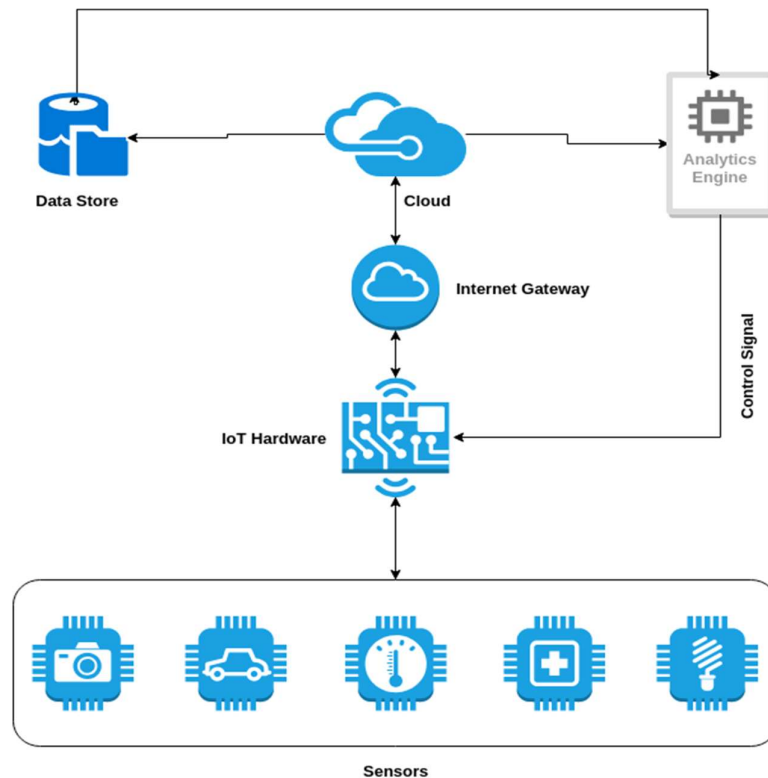 Analytics
Engine
Data Store
Cloud
Internet Gateway
Control Signal
IoT Hardware
Sensors